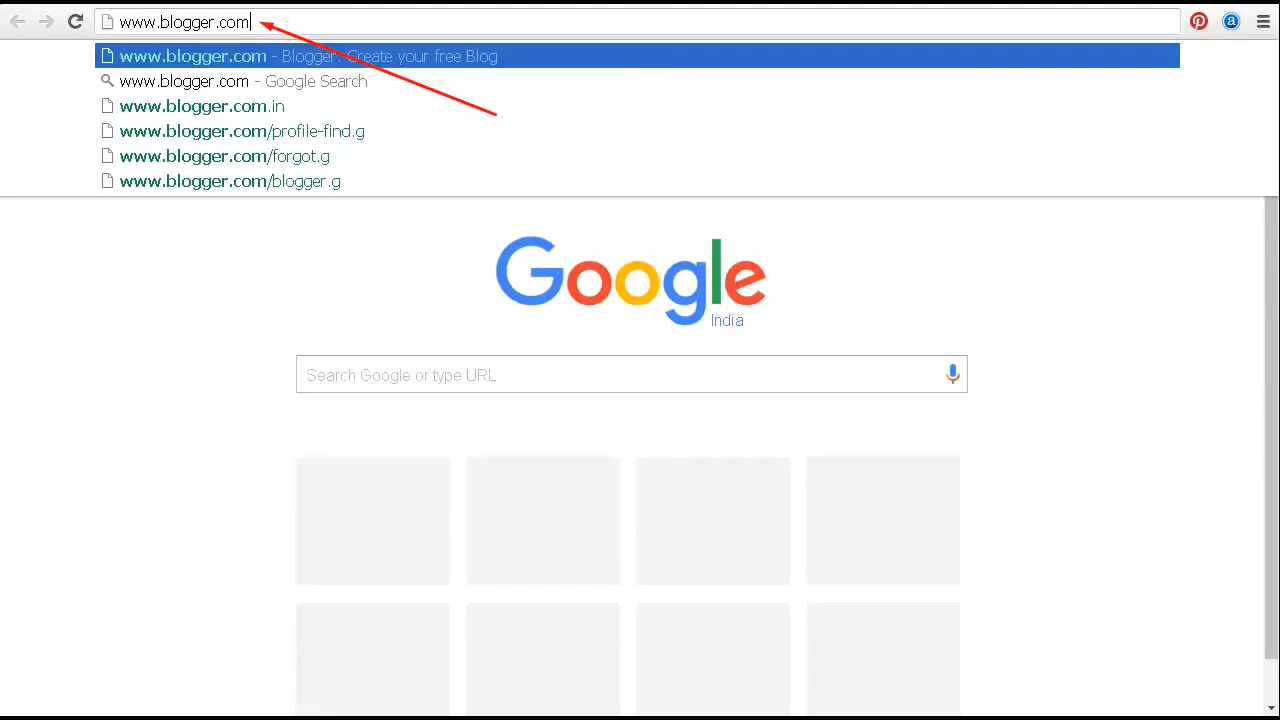 www.blogger.com
www.blogger.com - Blogger: Create your free Blog
www.blogger.com - Google Search
www.blogger.com.in
www.blogger.com/profile-find.g
www.blogger.com/forgot.g
www.blogger.com/blogger.g
Google
India
Search Google or type URL